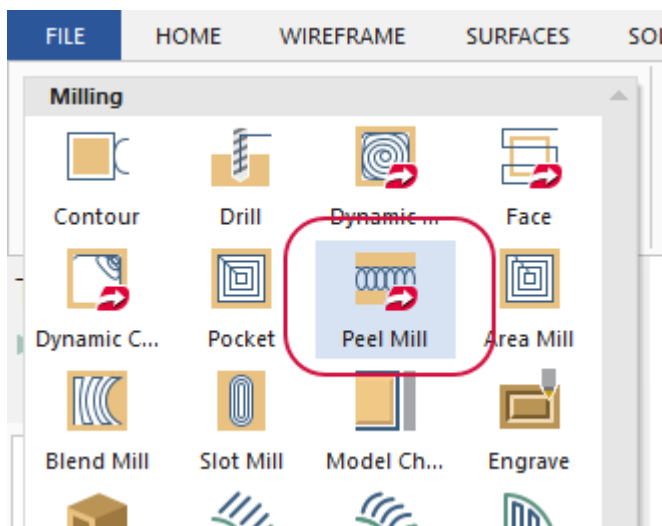 FILE HOME WIREFRAME SURFACES
Milling
Contour Drill Dynamic ... Face
Dynamic C... Pocket Peel Mill Area Mill
Blend Mill Slot Mill Model Ch... Engrave